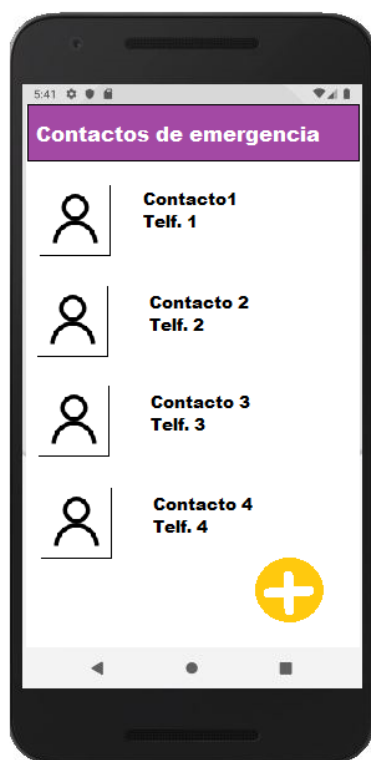 5:41
Contactos de emergencia
Contacto1
Telf. 1
Contacto 2
Telf. 2
Contacto 3
Telf. 3
Contacto 4
Telf. 4